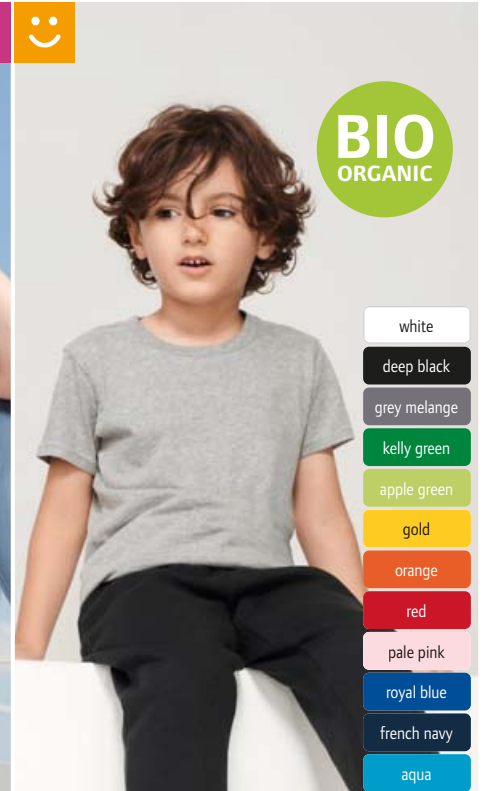 BIO
ORGANIC
white
deep black
grey melange
kelly green
apple green
gold
orange
red
pale pink
royal blue
french navy
aqua